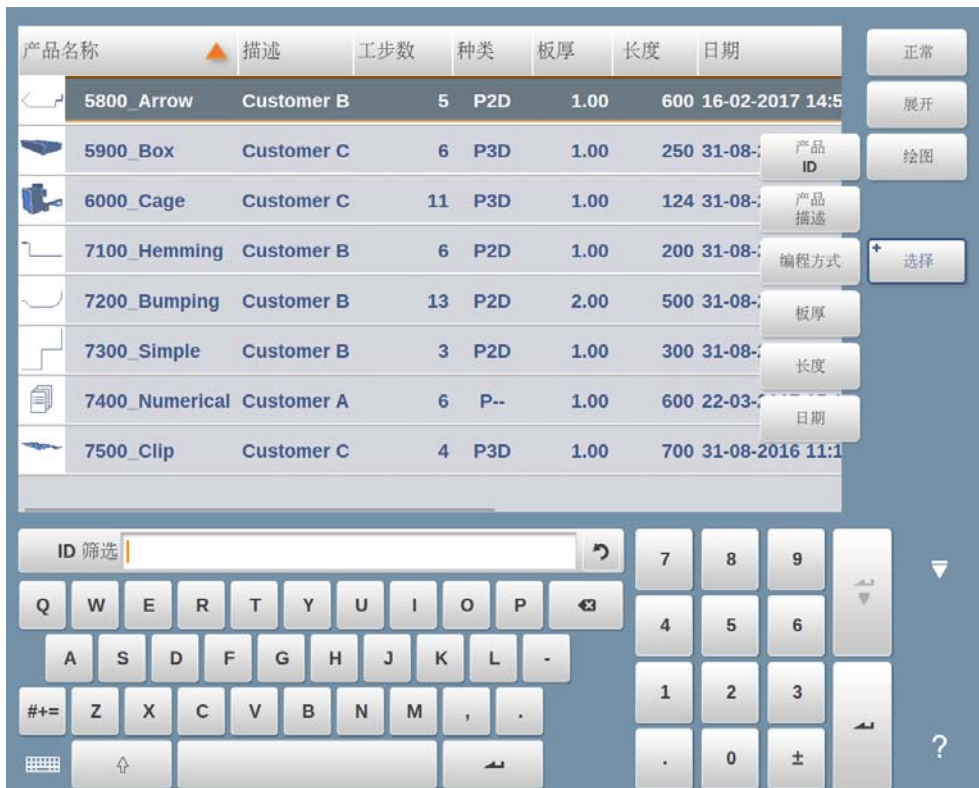 产品名称 描述 工步数 种类 板厚 长度 日期 正常
5800_Arrow Customer B 5 P2D 1.00 600 16-02-2017 14:5 展开
5900_Box Customer C 6 P3D 1.00 250 31-08- 产品 ID 绘图
6000_Cage Customer C 11 P3D 1.00 124 31-08- 产品 描述
7100_Hemming Customer B 6 P2D 1.00 200 31-08- 编程方式 + 选择
7200_Bumping Customer B 13 P2D 2.00 500 31-08- 板厚
7300_Simple Customer B 3 P2D 1.00 300 31-08- 长度
7400_Numerical Customer A 6 P-- 1.00 600 22-03- 日期
7500_Clip Customer C 4 P3D 1.00 700 31-08-2016 11:1
ID 筛选 7 8 9
Q W E R T Y U I O P
4 5 6
A S D F G H J K L -
1 2 3
#+= Z X C V B N M , .
. 0 ± ?